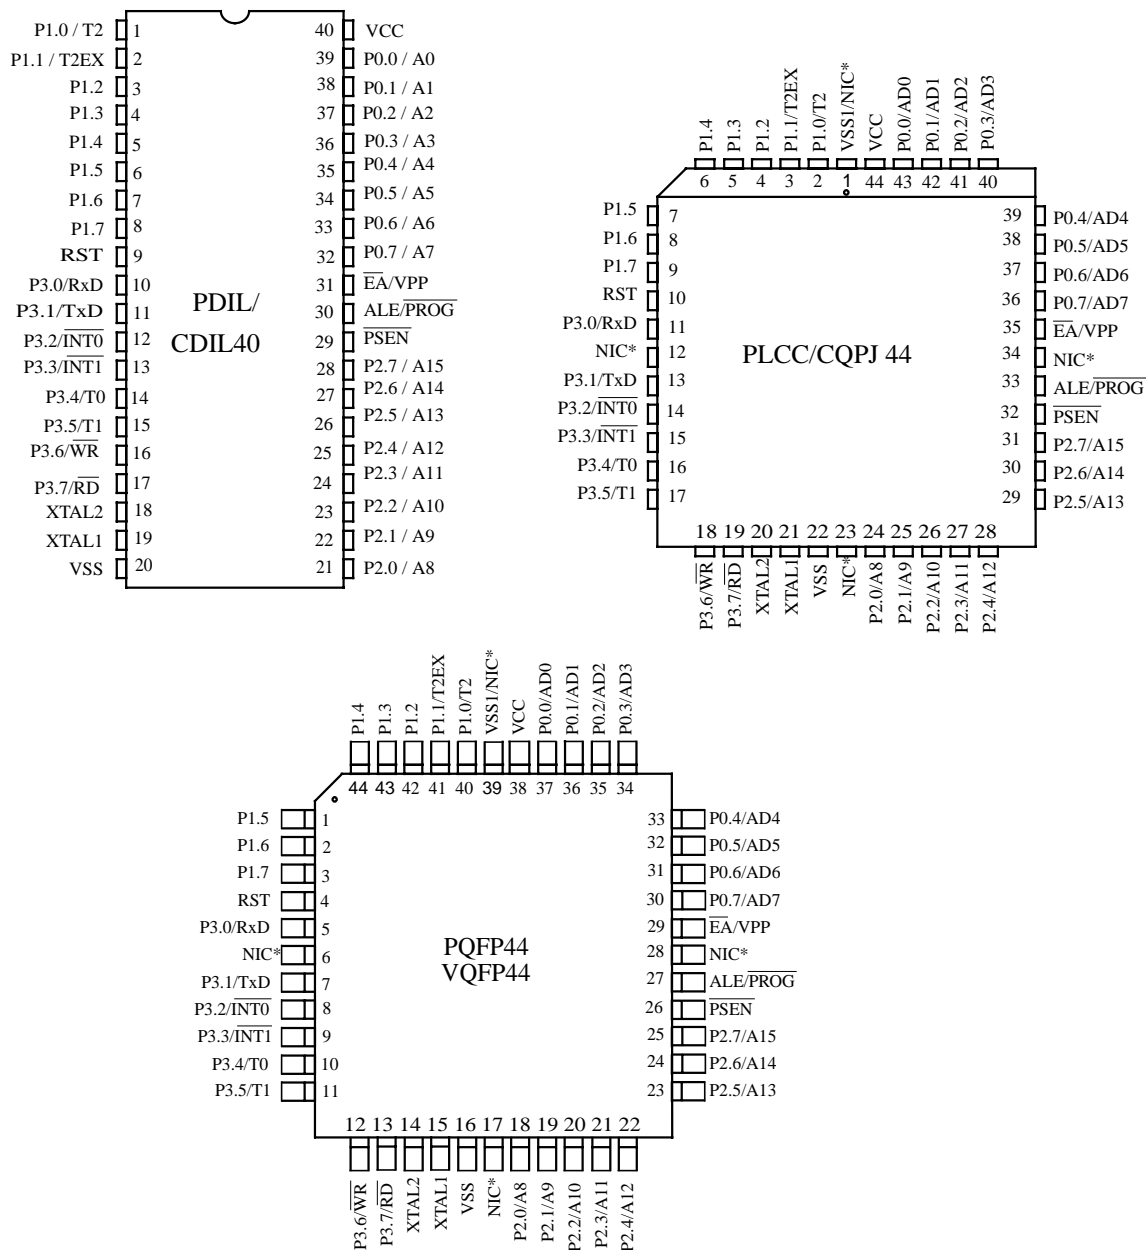 P1.0 / T2 1 40 VCC
P1.1 / T2EX 2 39 P0.0 / A0
P1.2 3 38 P0.1 / A1
P1.3 4 37 P0.2 / A2
P1.4 5 36 P0.3 / A3
P1.5 6 35 P0.4 / A4
P1.6 7 34 P0.5 / A5
P1.7 8 33 P0.6 / A6
RST 9 32 P0.7 / A7
P3.0/RxD 10 31 EA/VPP
P3.1/TxD 11 30 ALE/PROG
P3.2/INT0 12 29 PSEN
P3.3/INT1 13 28 P2.7 / A15
P3.4/T0 14 27 P2.6 / A14
P3.5/T1 15 26 P2.5 / A13
P3.6/WR 16 25 P2.4 / A12
P3.7/RD 17 24 P2.3 / A11
XTAL2 18 23 P2.2 / A10
XTAL1 19 22 P2.1 / A9
VSS 20 21 P2.0 / A8
PDIL/
CDIL40
P1.4 P1.3 P1.2 P1.1/T2EX P1.0/T2 VSS1/NIC* VCC P0.0/AD0 P0.1/AD1 P0.2/AD2 P0.3/AD3
6 5 4 3 2 1 44 43 42 41 40
P1.5 7 39 P0.4/AD4
P1.6 8 38 P0.5/AD5
P1.7 9 37 P0.6/AD6
RST 10 36 P0.7/AD7
P3.0/RxD 11 35 EA/VPP
NIC* 12 34 NIC*
P3.1/TxD 13 33 ALE/PROG
P3.2/INT0 14 32 PSEN
P3.3/INT1 15 31 P2.7/A15
P3.4/T0 16 30 P2.6/A14
P3.5/T1 17 29 P2.5/A13
PLCC/CQPJ 44
18 19 20 21 22 23 24 25 26 27 28
P3.6/WR P3.7/RD XTAL2 XTAL1 VSS NIC* P2.0/A8 P2.1/A9 P2.2/A10 P2.3/A11 P2.4/A12
P1.4 P1.3 P1.2 P1.1/T2EX P1.0/T2 VSS1/NIC* VCC P0.0/AD0 P0.1/AD1 P0.2/AD2 P0.3/AD3
44 43 42 41 40 39 38 37 36 35 34
P1.5 1 33 P0.4/AD4
P1.6 2 32 P0.5/AD5
P1.7 3 31 P0.6/AD6
RST 4 30 P0.7/AD7
P3.0/RxD 5 29 EA/VPP
NIC* 6 28 NIC*
P3.1/TxD 7 27 ALE/PROG
P3.2/INT0 8 26 PSEN
P3.3/INT1 9 25 P2.7/A15
P3.4/T0 10 24 P2.6/A14
P3.5/T1 11 23 P2.5/A13
PQFP44
VQFP44
12 13 14 15 16 17 18 19 20 21 22
P3.6/WR P3.7/RD XTAL2 XTAL1 VSS NIC* P2.0/A8 P2.1/A9 P2.2/A10 P2.3/A11 P2.4/A12